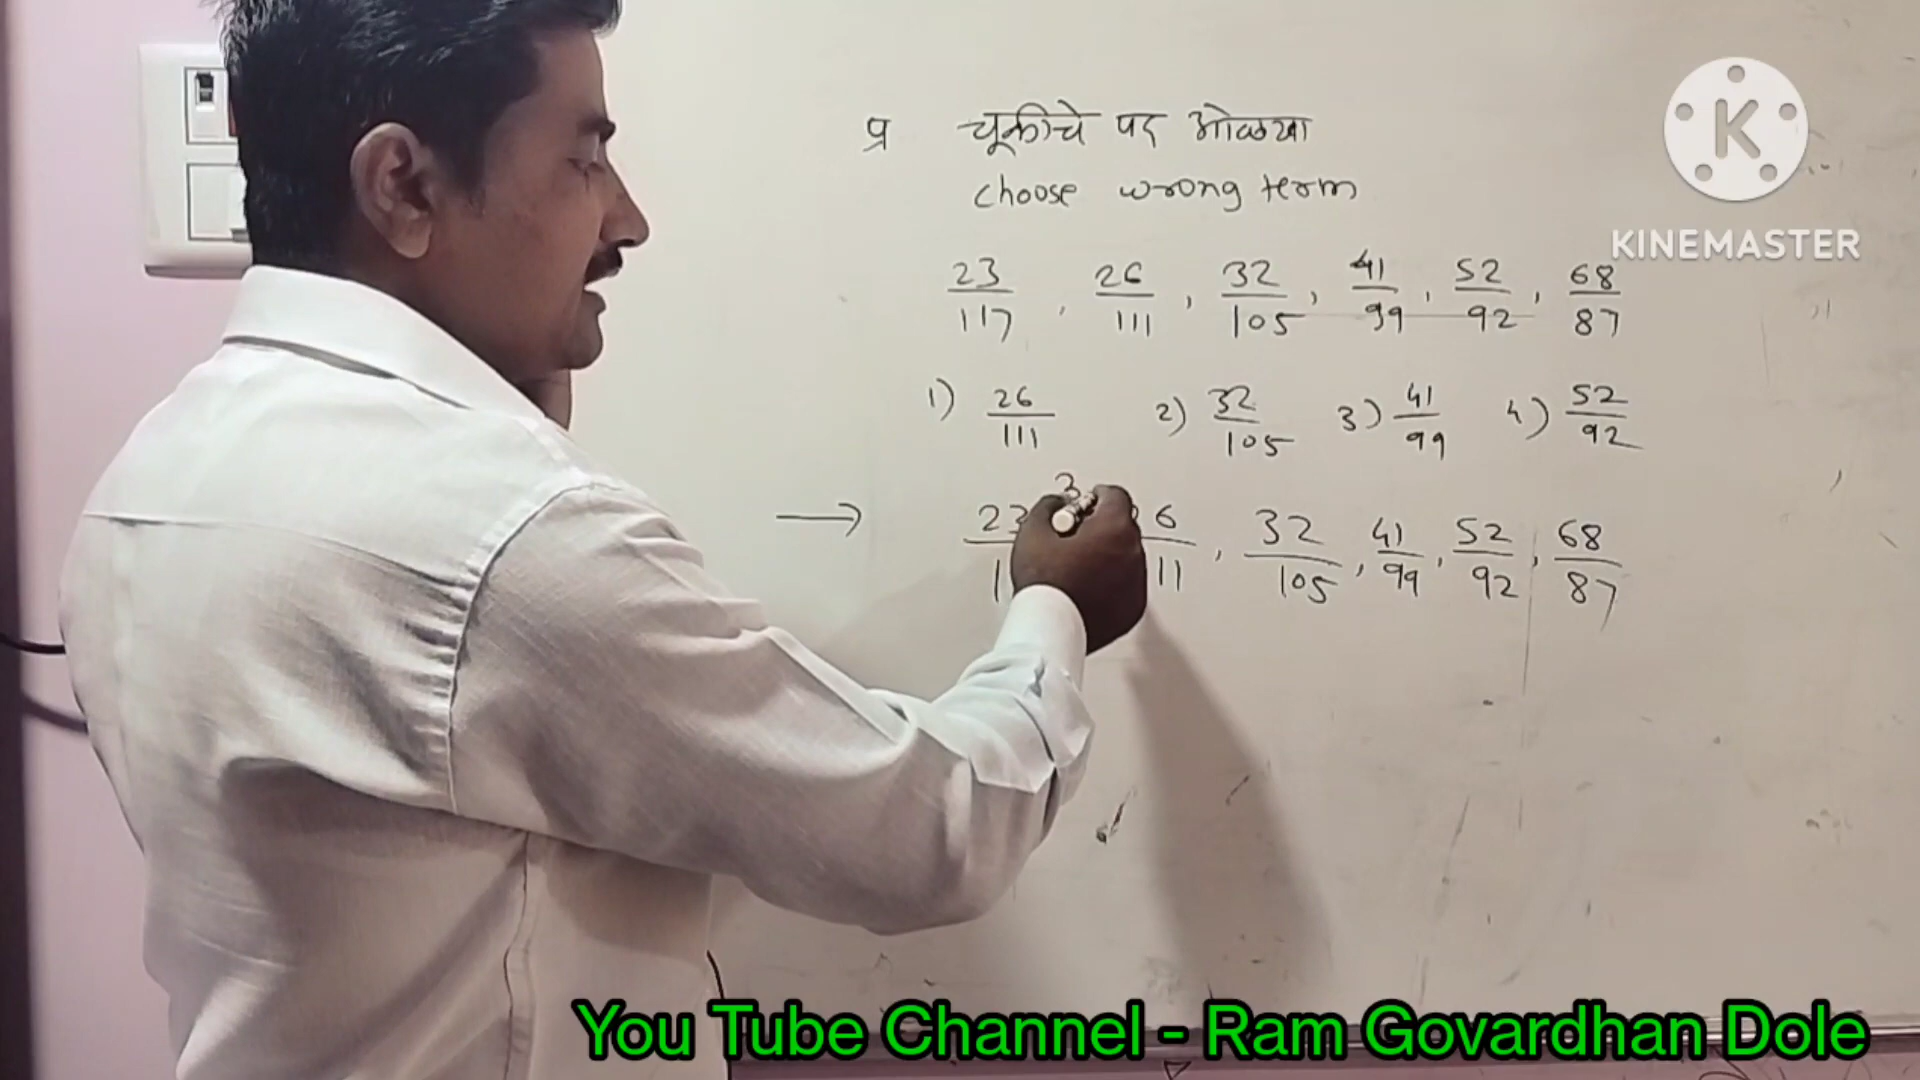 प्र चूकीचे पद ओळखा
choose wrong term
23/117, 26/111, 32/105, 41/99, 52/92, 68/87
1) 26/111 2) 32/105 3) 41/99 4) 52/92
3
→ 23/1 6/11, 32/105, 41/99, 52/92, 68/87
K
KINEMASTER
You Tube Channel - Ram Govardhan Dole